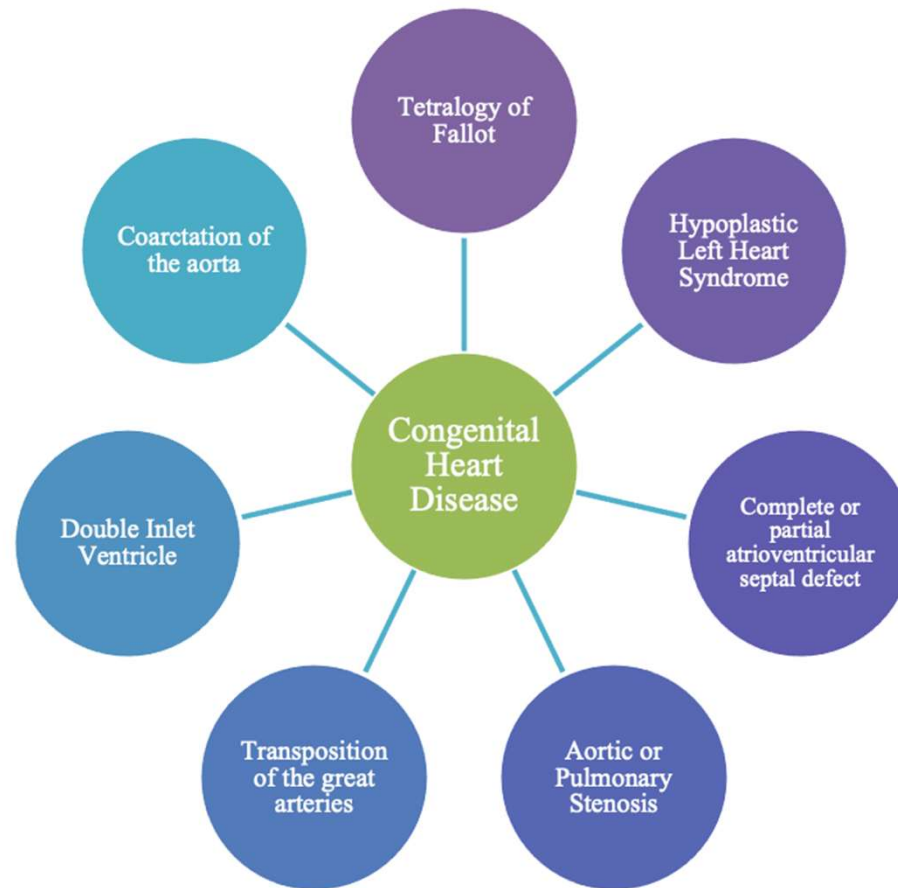 Tetralogy of
Fallot
Hypoplastic
Left Heart
Syndrome
Complete or
partial
atrioventricular
septal defect
Aortic or
Pulmonary
Stenosis
Transposition
of the great
arteries
Double Inlet
Ventricle
Coarctation of
the aorta
Congenital
Heart
Disease